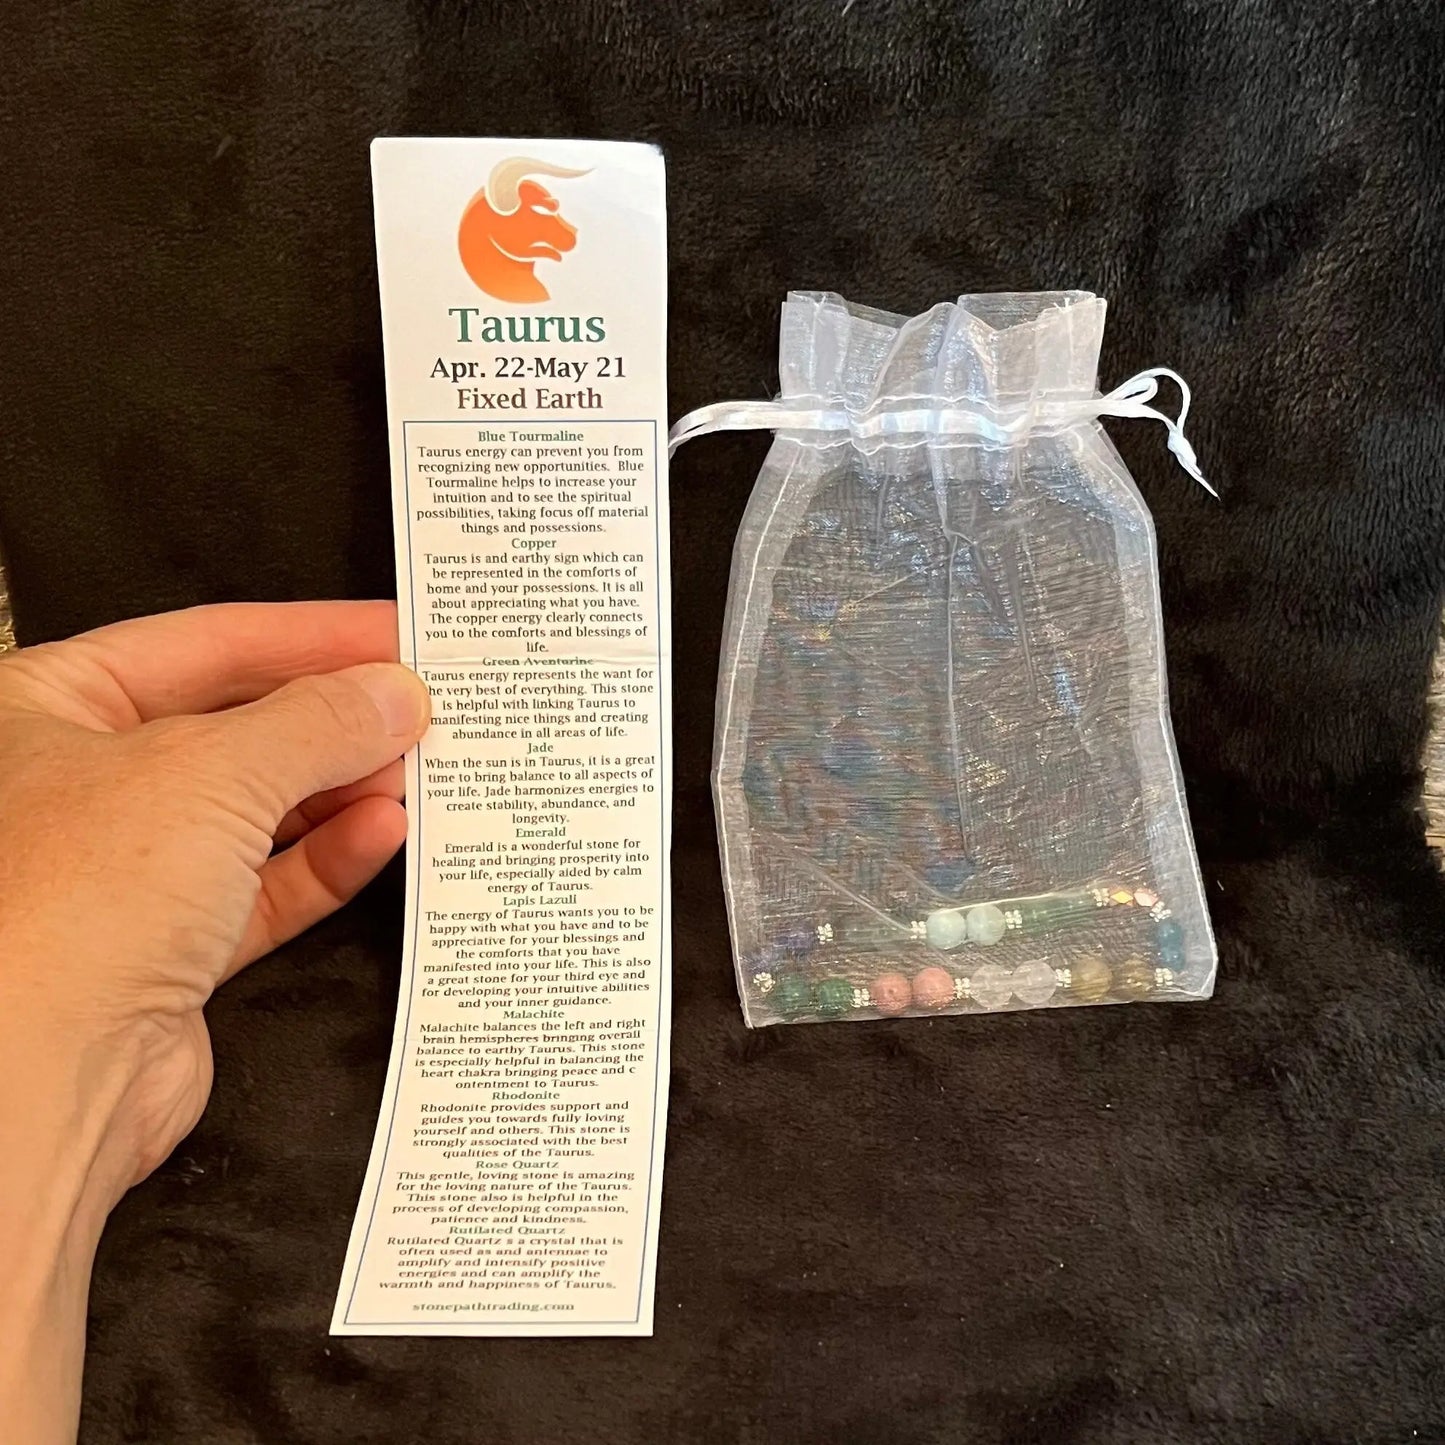 Taurus
Apr. 22-May 21
Fixed Earth
Blue Tourmaline
Taurus energy can prevent you from
recognizing new opportunities. Blue
Tourmaline helps to increase your
intuition and to see the spiritual
possibilities, taking focus off material
things and possessions.
Copper
Taurus is and earthy sign which can
be represented in the comforts of
home and your possessions. It is all
about appreciating what you have.
The copper energy clearly connects
you to the comforts and blessings of
life.
Green Aventurine
Taurus energy represents the want for
he very best of everything. This stone
is helpful with linking Taurus to
manifesting nice things and creating
abundance in all areas of life.
Jade
When the sun is in Taurus, it is a great
time to bring balance to all aspects of
your life. Jade harmonizes energies to
create stability, abundance, and
longevity.
Emerald
Emerald is a wonderful stone for
healing and bringing prosperity into
your life, especially aided by calm
energy of Taurus.
Lapis Lazuli
The energy of Taurus wants you to be
happy with what you have and to be
appreciative for your blessings and
the comforts that you have
manifested into your life. This is also
a great stone for your third eye and
for developing your intuitive abilities
and your inner guidance.
Malachite
Malachite balances the left and right
brain hemispheres bringing overall
balance to earthy Taurus. This stone
is especially helpful in balancing the
heart chakra bringing peace and c
ontentment to Taurus.
Rhodonite
Rhodonite provides support and
guides you towards fully loving
yourself and others. This stone is
strongly associated with the best
qualities of the Taurus.
Rose Quartz
This gentle, loving stone is amazing
for the loving nature of the Taurus.
This stone also is helpful in the
process of developing compassion,
patience and kindness.
Rutilated Quartz
Rutilated Quartz s a crystal that is
often used as and antennae to
amplify and intensify positive
energies and can amplify the
warmth and happiness of Taurus.
stonepathtrading.com